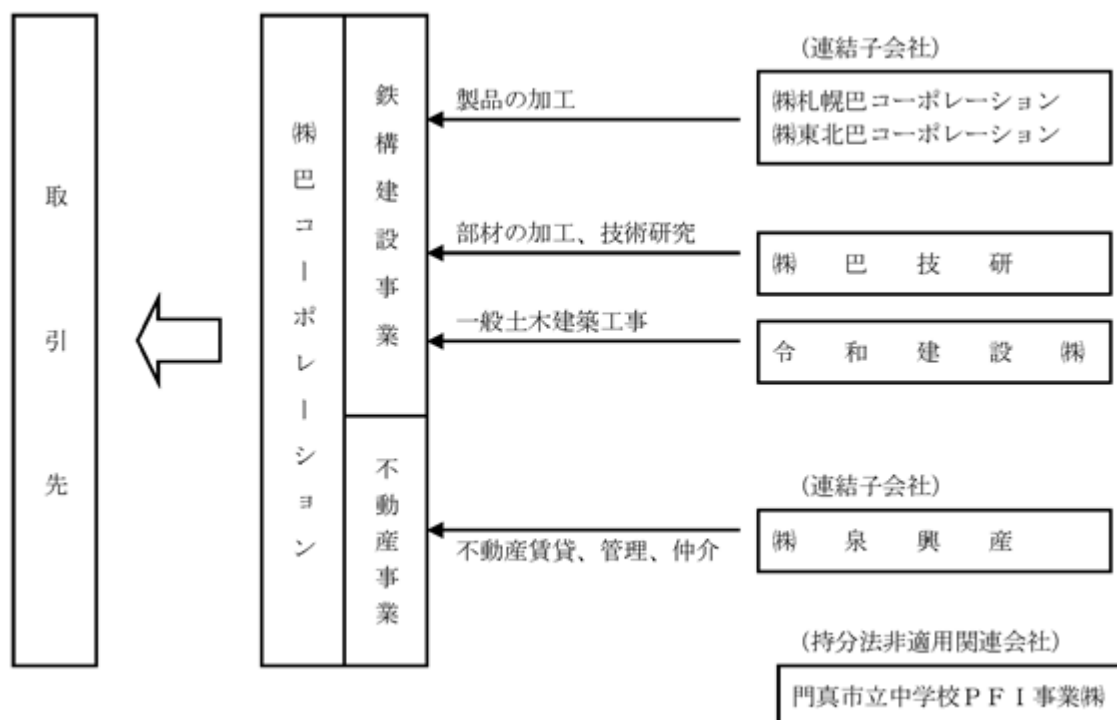 取引先
㈱巴コーポレーション
鉄構建設事業
不動産事業
(連結子会社)
製品の加工
㈱札幌巴コーポレーション
㈱東北巴コーポレーション
部材の加工、技術研究
㈱巴技研
一般土木建築工事
令和建設㈱
(連結子会社)
不動産賃貸、管理、仲介
㈱泉興産
(持分法非適用関連会社)
門真市立中学校ＰＦＩ事業㈱